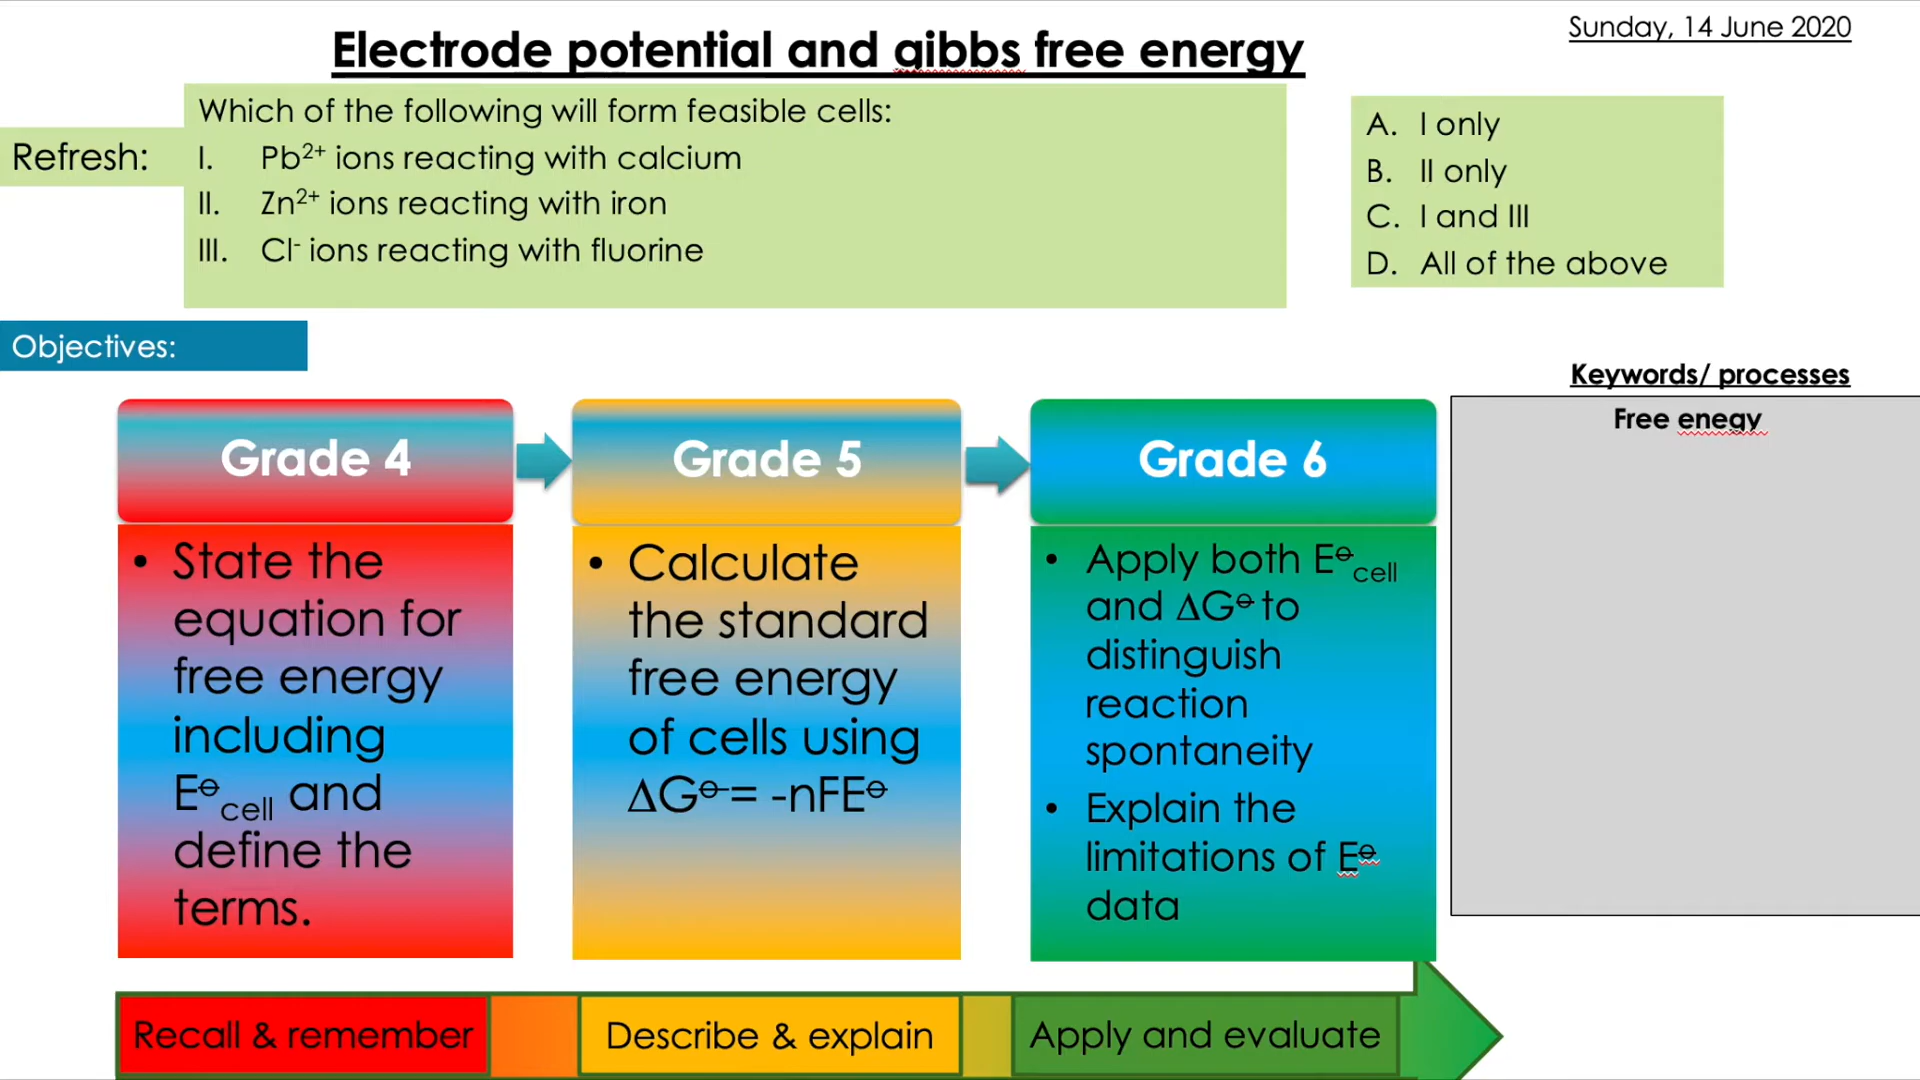 Sunday, 14 June 2020
Electrode potential and gibbs free energy
Refresh:
Which of the following will form feasible cells:
I. Pb²⁺ ions reacting with calcium
II. Zn²⁺ ions reacting with iron
III. Cl⁻ ions reacting with fluorine
A. I only
B. II only
C. I and III
D. All of the above
Objectives:
Keywords/ processes
Free enegy
Grade 4
• State the
equation for
free energy
including
E⦵cell and
define the
terms.
Grade 5
• Calculate
the standard
free energy
of cells using
ΔG⦵= -nFE⦵
Grade 6
• Apply both E⦵cell
and ΔG⦵ to
distinguish
reaction
spontaneity
• Explain the
limitations of E⦵
data
Recall & remember
Describe & explain
Apply and evaluate